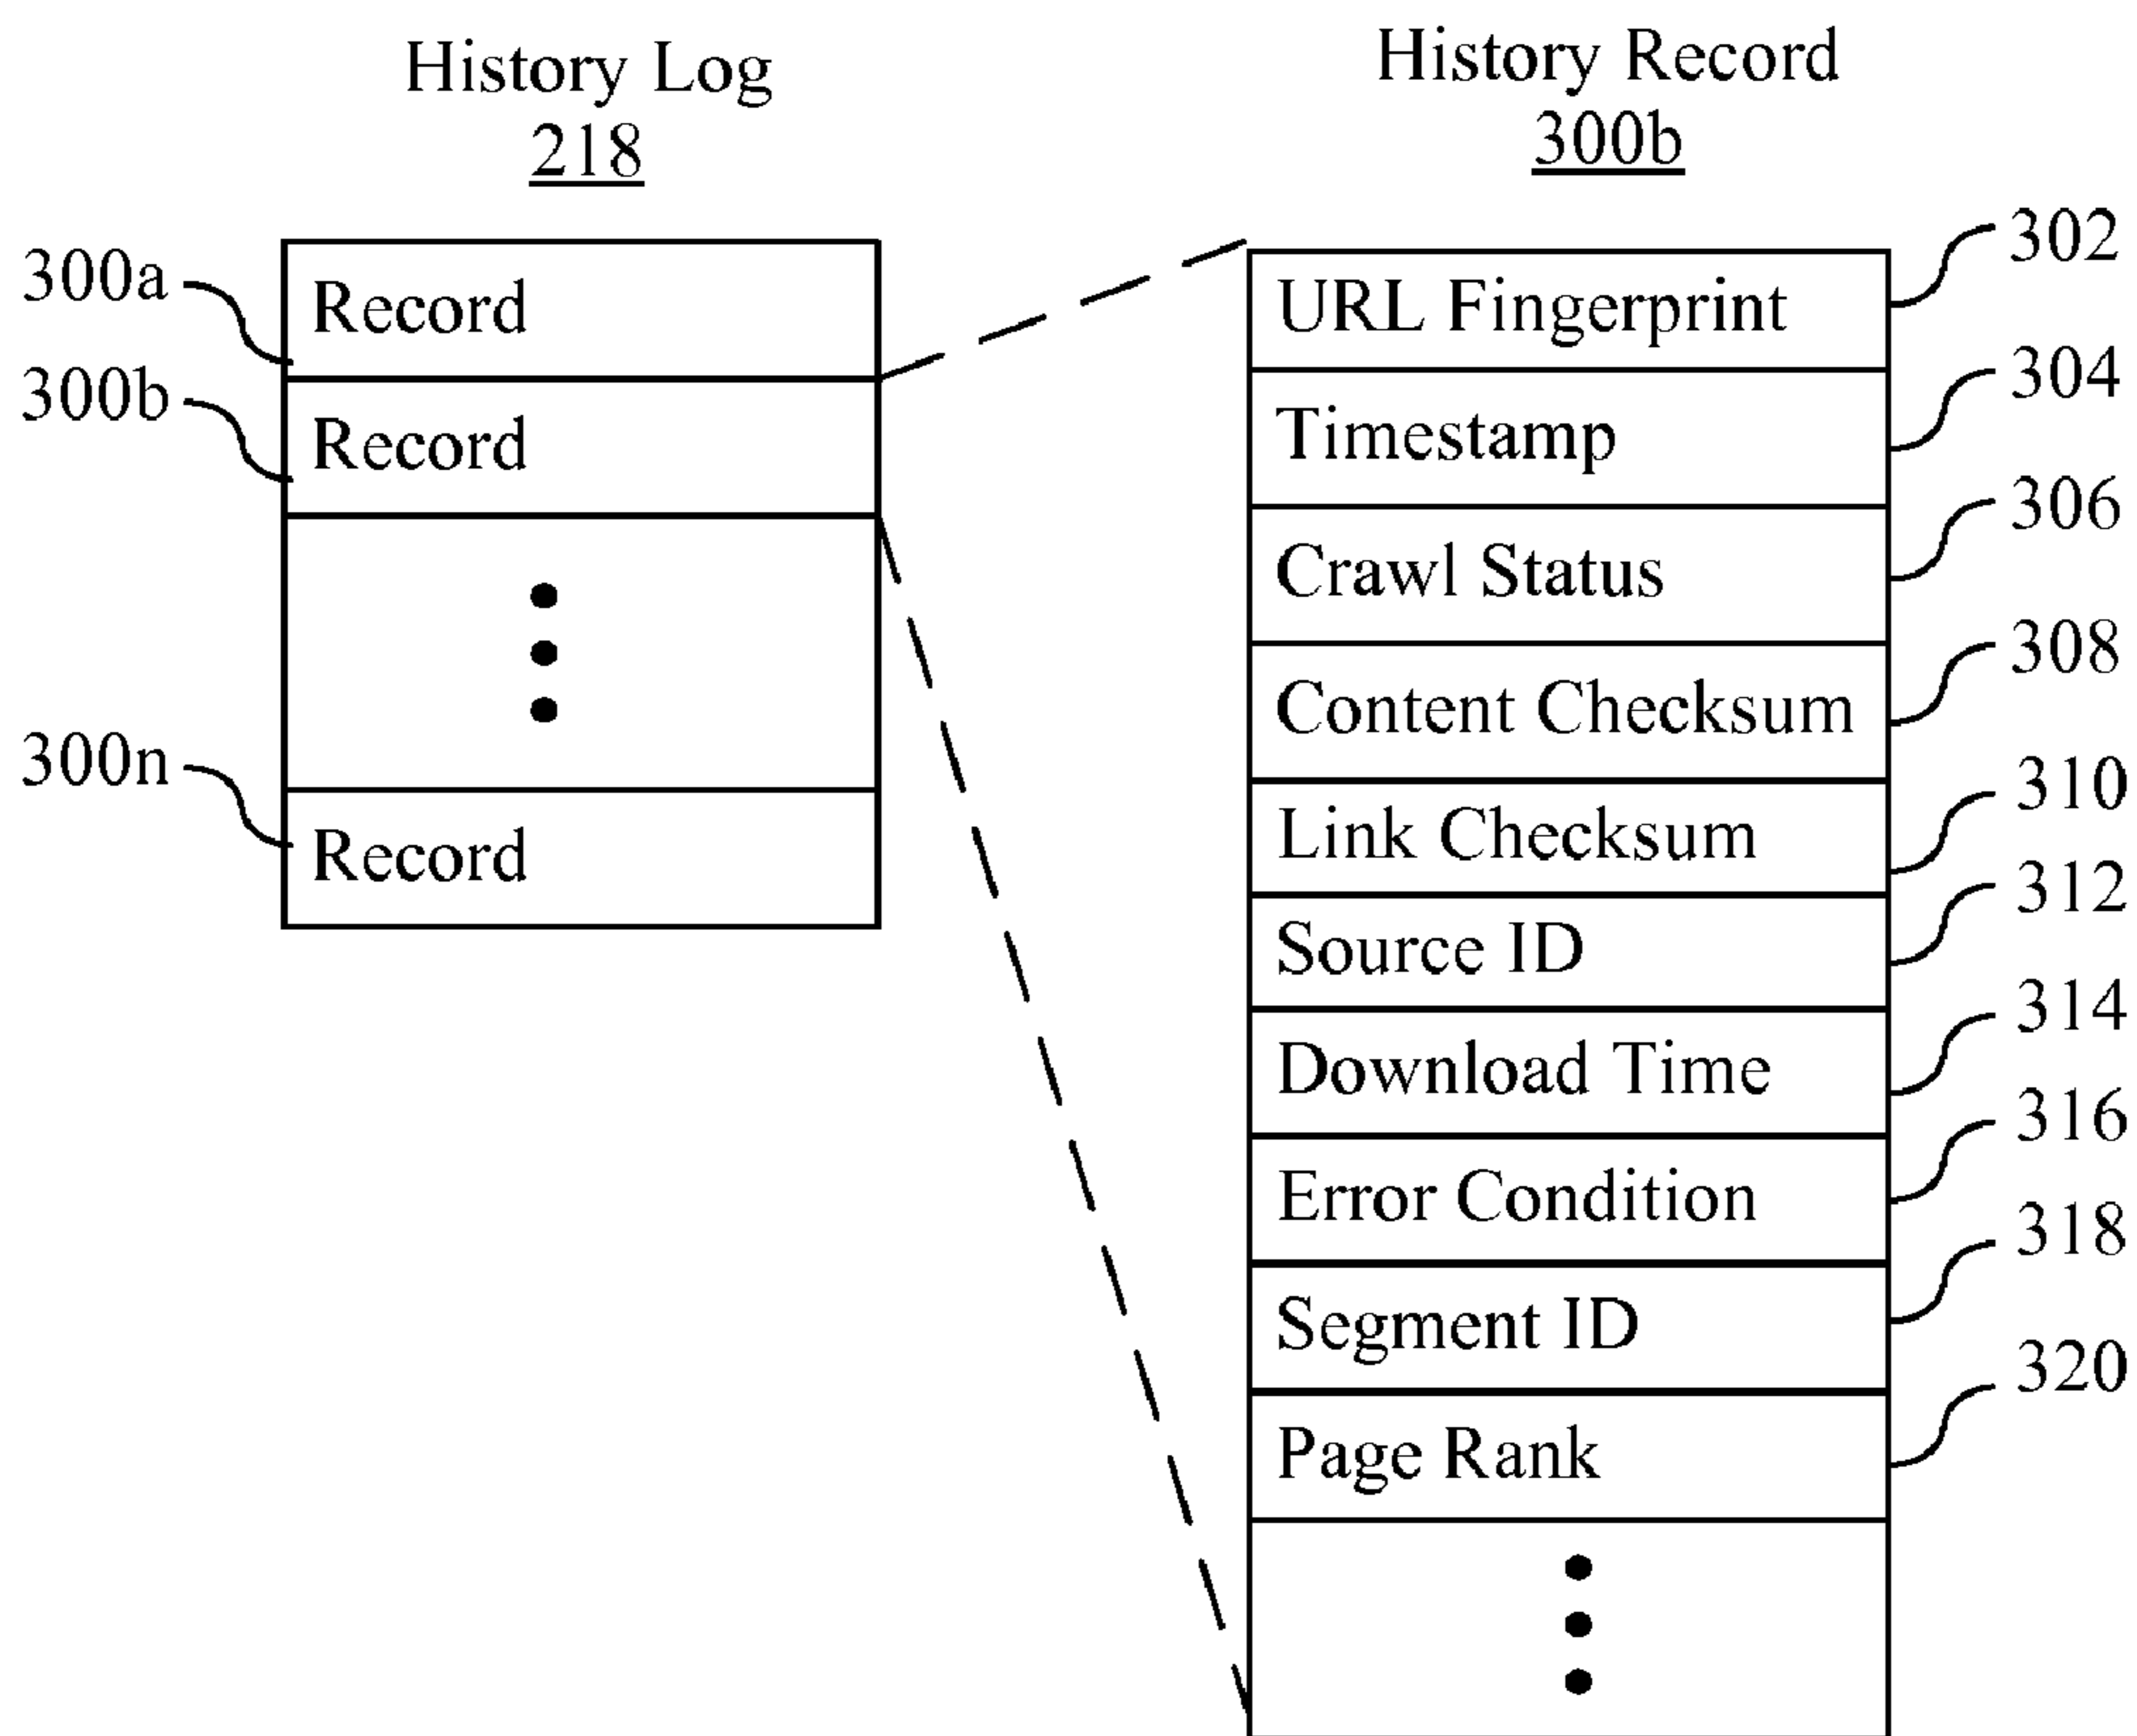 History Log
218
300a
Record
300b
Record
300n
Record
History Record
300b
URL Fingerprint
302
Timestamp
304
Crawl Status
306
Content Checksum
308
Link Checksum
310
Source ID
312
Download Time
314
Error Condition
316
Segment ID
318
Page Rank
320